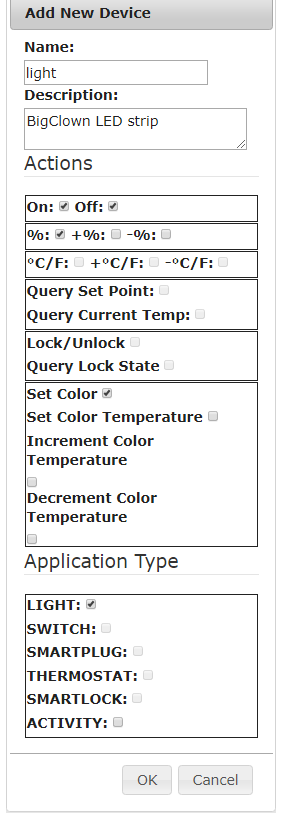 Add New Device
Name:
light
Description:
BigClown LED strip
Actions
On: Off:
%: +%: -%:
°C/F: +°C/F: -°C/F:
Query Set Point:
Query Current Temp:
Lock/Unlock
Query Lock State
Set Color
Set Color Temperature
Increment Color
Temperature
Decrement Color
Temperature
Application Type
LIGHT:
SWITCH:
SMARTPLUG:
THERMOSTAT:
SMARTLOCK:
ACTIVITY:
OK Cancel